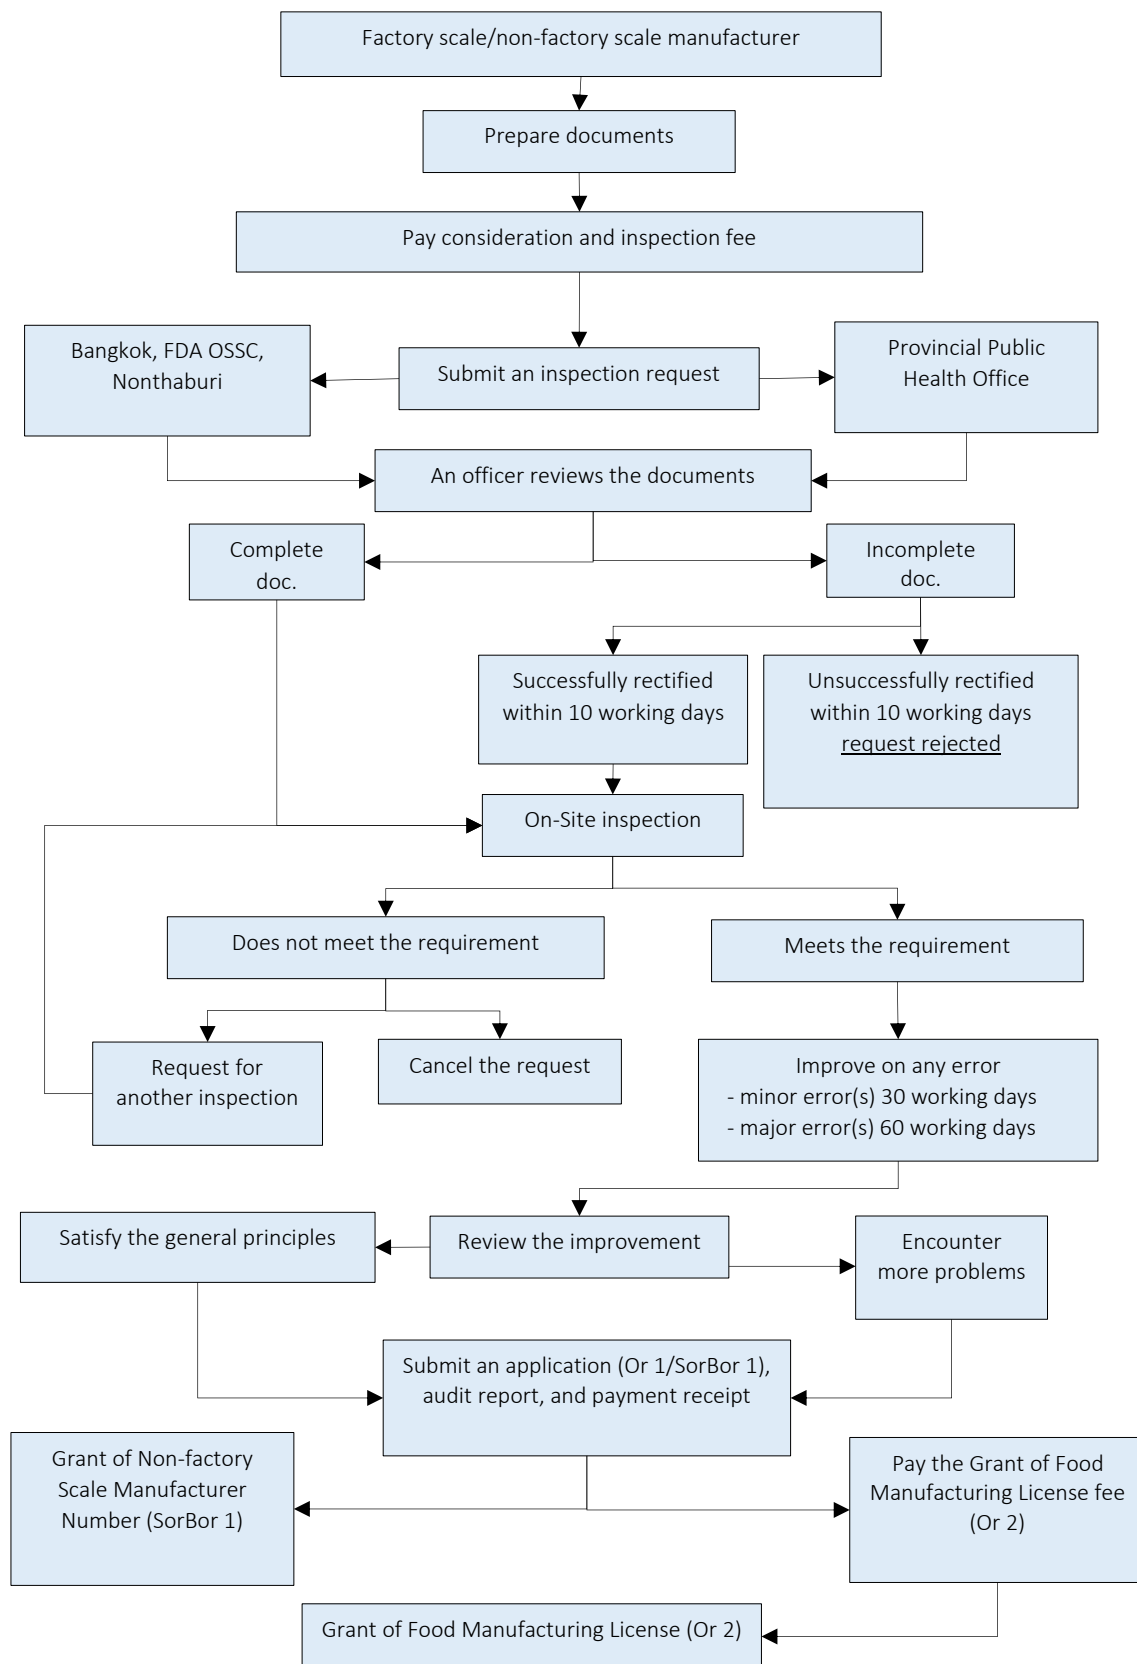 Factory scale/non-factory scale manufacturer
Prepare documents
Pay consideration and inspection fee
Bangkok, FDA OSSC,
Nonthaburi
Submit an inspection request
Provincial Public
Health Office
An officer reviews the documents
Complete
doc.
Incomplete
doc.
Successfully rectified
within 10 working days
Unsuccessfully rectified
within 10 working days
request rejected
On-Site inspection
Does not meet the requirement
Meets the requirement
Request for
another inspection
Cancel the request
Improve on any error
- minor error(s) 30 working days
- major error(s) 60 working days
Satisfy the general principles
Review the improvement
Encounter
more problems
Submit an application (Or 1/SorBor 1),
audit report, and payment receipt
Grant of Non-factory
Scale Manufacturer
Number (SorBor 1)
Pay the Grant of Food
Manufacturing License fee
(Or 2)
Grant of Food Manufacturing License (Or 2)